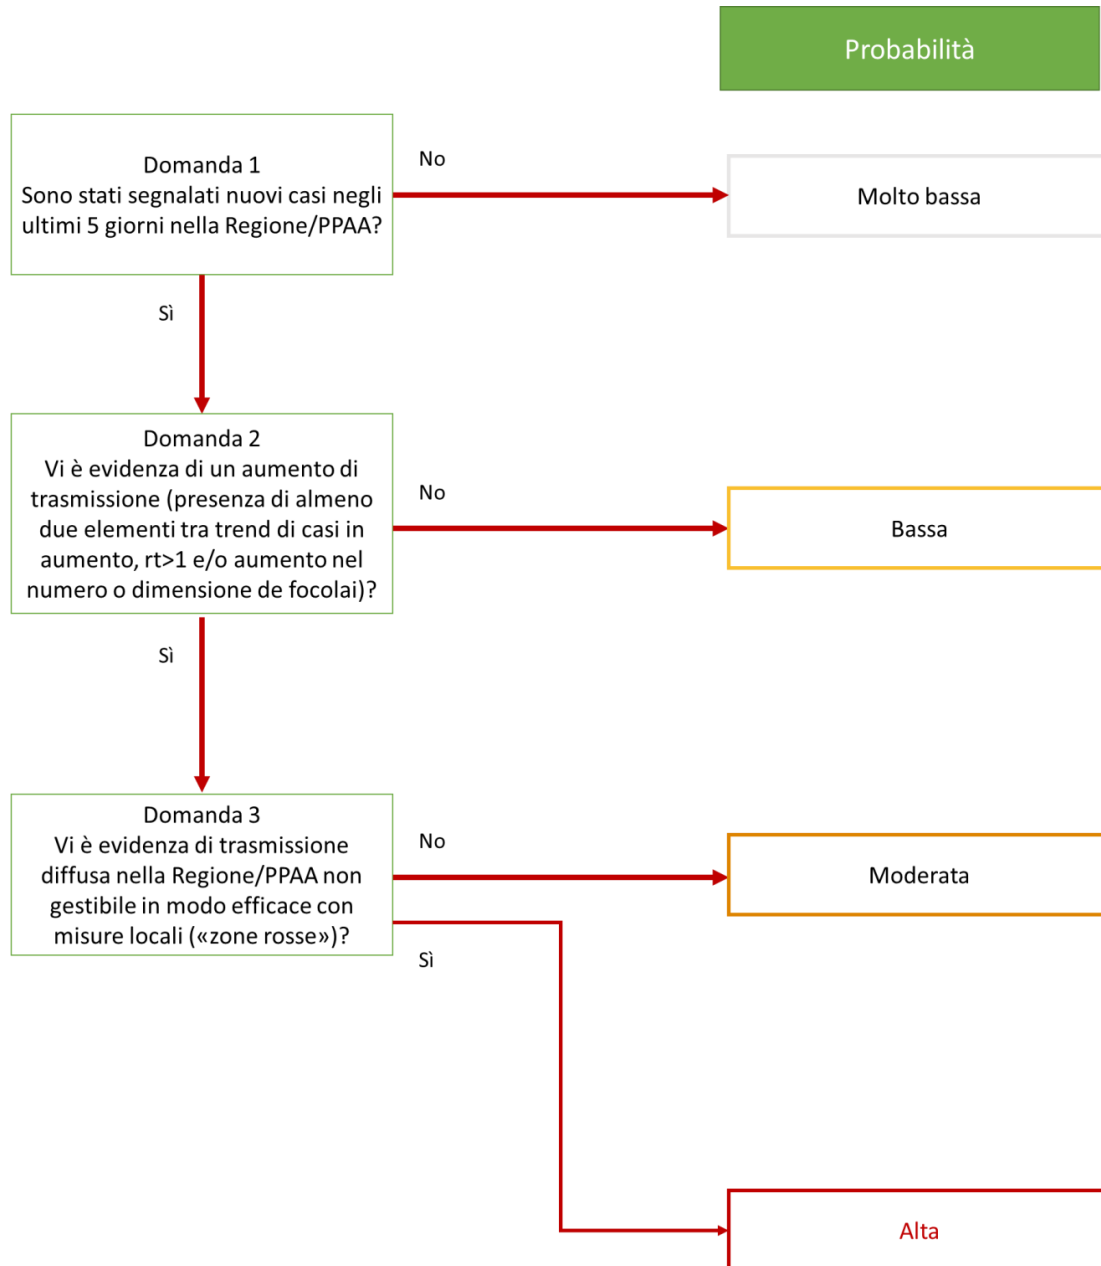 Probabilità
Domanda 1
Sono stati segnalati nuovi casi negli
ultimi 5 giorni nella Regione/PPAA?
No
Molto bassa
Sì
Domanda 2
Vi è evidenza di un aumento di
trasmissione (presenza di almeno
due elementi tra trend di casi in
aumento, rt>1 e/o aumento nel
numero o dimensione de focolai)?
No
Bassa
Sì
Domanda 3
Vi è evidenza di trasmissione
diffusa nella Regione/PPAA non
gestibile in modo efficace con
misure locali («zone rosse»)?
No
Moderata
Sì
Alta